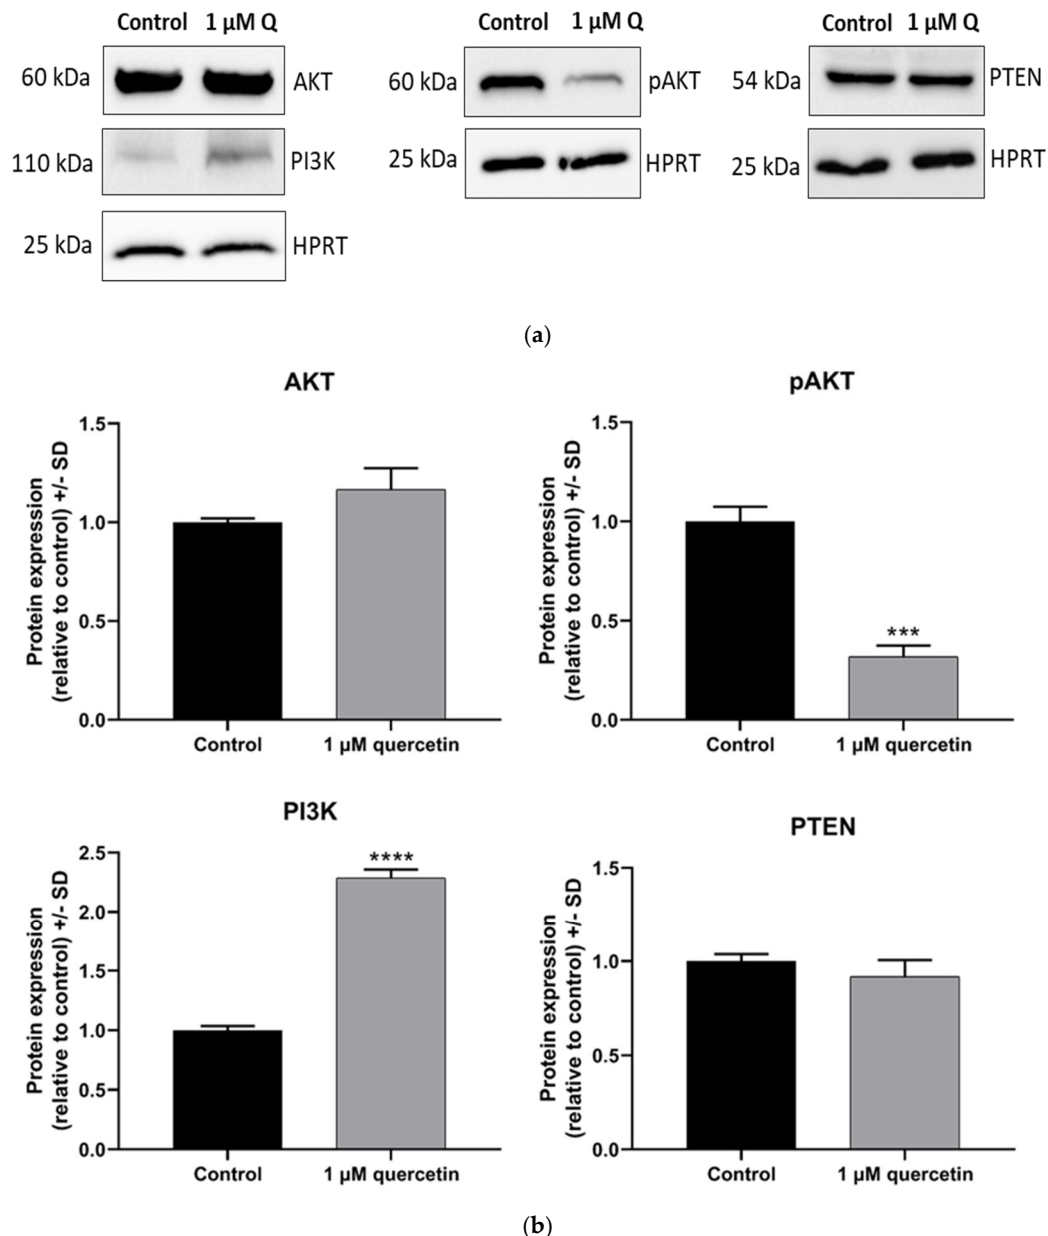 Control 1 µM Q
60 kDa AKT
110 kDa PI3K
25 kDa HPRT
Control 1 µM Q
60 kDa pAKT
25 kDa HPRT
Control 1 µM Q
54 kDa PTEN
25 kDa HPRT
(a)
AKT
Protein expression
(relative to control) +/- SD
1.5
1.0
0.5
0.0
Control 1 µM quercetin
pAKT
Protein expression
(relative to control) +/- SD
1.5
1.0
0.5
0.0
***
Control 1 µM quercetin
PI3K
Protein expression
(relative to control) +/- SD
2.5
2.0
1.5
1.0
0.5
0.0
****
Control 1 µM quercetin
PTEN
Protein expression
(relative to control) +/- SD
1.5
1.0
0.5
0.0
Control 1 µM quercetin
(b)